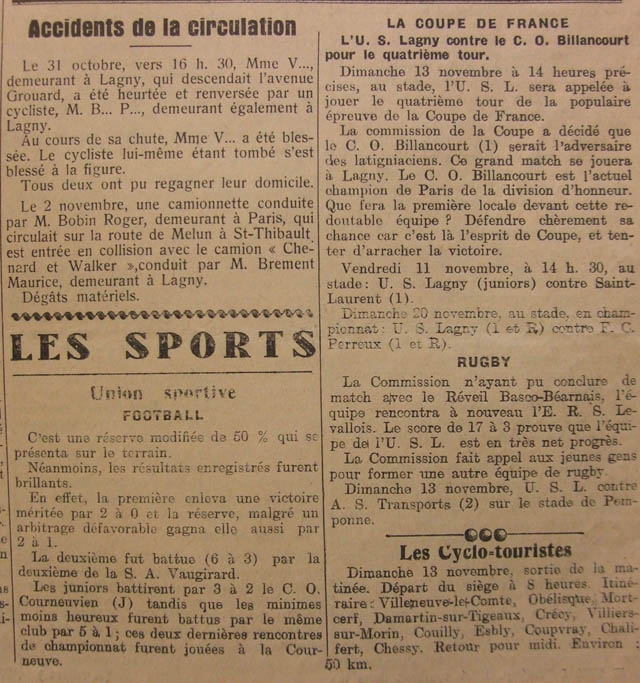 Accidents de la circulation
Le 31 octobre, vers 16 h. 30, Mme V...,
demeurant à Lagny, qui descendait l'avenue
Grouard, a été heurtée et renversée par un
cycliste, M. B... P..., demeurant également à
Lagny.
Au cours de sa chute, Mme V... a été bles-
sée. Le cycliste lui-même étant tombé s'est
blessé à la figure.
Tous deux ont pu regagner leur domicile.
Le 2 novembre, une camionnette conduite
par M. Bobin Roger, demeurant à Paris, qui
circulait sur la route de Melun à St-Thibault
est entrée en collision avec le camion « Che-
nard et Walker »,conduit par M. Brement
Maurice, demeurant à Lagny.
Dégâts matériels.
LES SPORTS
Union sportive
FOOTBALL
C'est une réserve modifiée de 50 % qui se
présenta sur le terrain.
Néanmoins, les résultats enregistrés furent
brillants.
En effet, la première enleva une victoire
méritée par 2 à 0 et la réserve, malgré un
arbitrage défavorable gagna elle aussi par
2 à 1.
La deuxième fut battue (6 à 3) par la
deuxième de la S. A. Vaugirard.
Les juniors battirent par 3 à 2 le C. O.
Courneuvien (J) tandis que les minimes
moins heureux furent battus par le même
club par 5 à 1 ; ces deux dernières rencontres
de championnat furent jouées à la Cour-
neuve.
LA COUPE DE FRANCE
L'U. S. Lagny contre le C. O. Billancourt
pour le quatrième tour.
Dimanche 13 novembre à 14 heures pré-
cises, au stade, l'U. S. L. sera appelée à
jouer le quatrième tour de la populaire
épreuve de la Coupe de France.
La commission de la Coupe a décidé que
le C. O. Billancourt (1) serait l'adversaire
des latigniaciens. Ce grand match se jouera
à Lagny. Le C. O. Billancourt est l'actuel
champion de Paris de la division d'honneur.
Que fera la première locale devant cette re-
doutable équipe ? Défendre chèrement sa
chance car c'est là l'esprit de Coupe, et ten-
ter d'arracher la victoire.
Vendredi 11 novembre, à 14 h. 30, au
stade : U. S. Lagny (juniors) contre Saint-
Laurent (1).
Dimanche 20 novembre, au stade, en cham-
pionnat : U. S. Lagny (1 et R) contre F. C.
Perreux (1 et R).
RUGBY
La Commission n'ayant pu conclure de
match avec le Réveil Basco-Béarnais, l'é-
quipe rencontra à nouveau l'E. R. S. Le-
vallois. Le score de 17 à 3 prouve que l'équi-
pe de l'U. S. L. est en très net progrès.
La Commission fait appel aux jeunes gens
pour former une autre équipe de rugby.
Dimanche 13 novembre, U. S. L. contre
A. S. Transports (2) sur le stade de Pom-
ponne.
Les Cyclo-touristes
Dimanche 13 novembre, sortie de la ma-
tinée. Départ du siège à 8 heures. Itiné-
raire : Villeneuve-le-Comte, Obélisque, Mort-
cerf, Damartin-sur-Tigeaux, Crécy, Villiers-
sur-Morin, Couilly, Esbly, Coupvray, Chali-
fert, Chessy. Retour pour midi. Environ :
50 km.